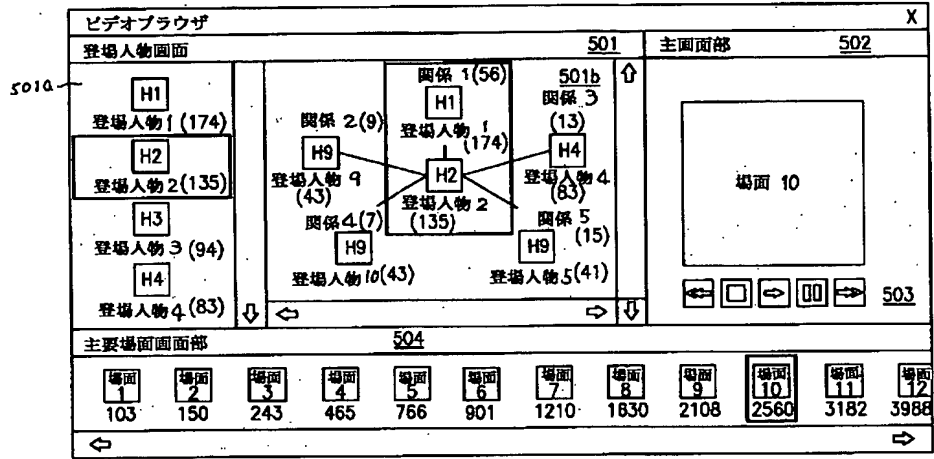 ビデオブラウザ X
登場人物画面 501
主画面部 502
501a
H1
登場人物1(174)
H2
登場人物2(135)
H3
登場人物3(94)
H4
登場人物4(83)
501b
関係1(56)
H1
登場人物1
(174)
関係2(9)
H9
登場人物9
(43)
関係3
(13)
H4
登場人物4
(83)
H2
登場人物2
(135)
関係4(7)
H9
登場人物10(43)
関係5
(15)
H9
登場人物5(41)
場面 10
503
主要場面画面部 504
場面 場面 場面 場面 場面 場面 場面 場面 場面 場面 場面 場面
1 2 3 4 5 6 7 8 9 10 11 12
103 150 243 465 766 901 1210 1830 2108 2560 3182 3988